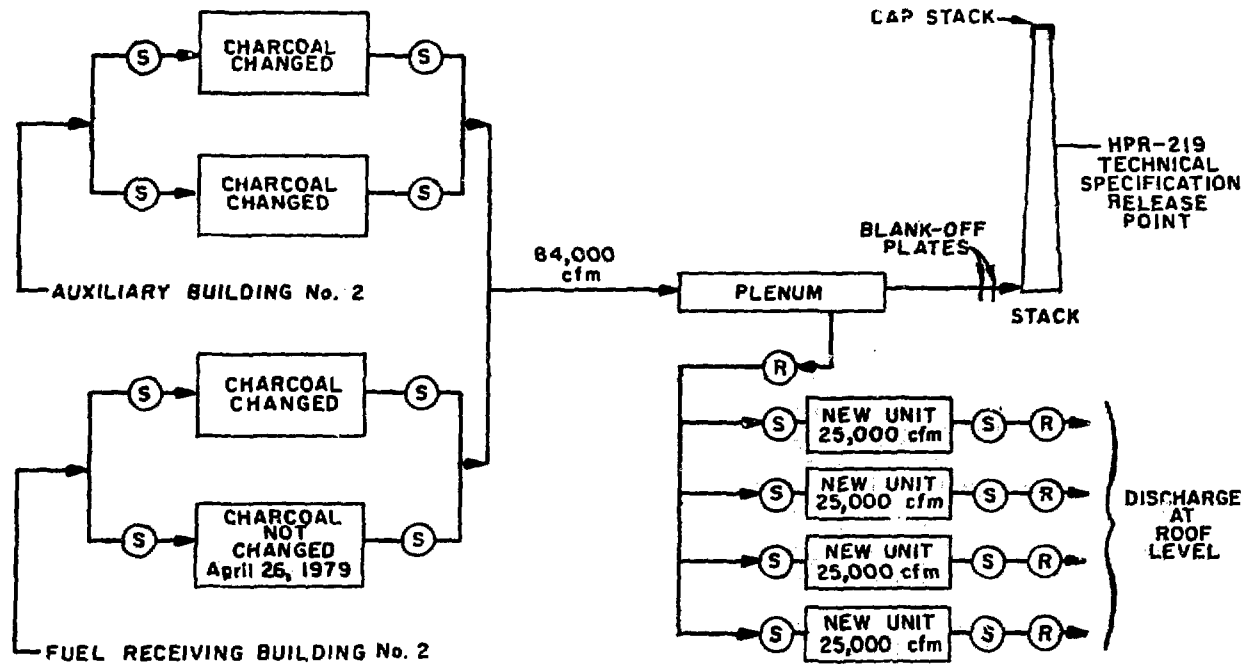 CAP STACK
S
CHARCOAL
CHANGED
S
S
CHARCOAL
CHANGED
S
HPR-219
TECHNICAL
SPECIFICATION
RELEASE
POINT
BLANK-OFF
PLATES
84,000
cfm
AUXILIARY BUILDING No. 2
PLENUM
STACK
S
CHARCOAL
CHANGED
S
R
S
NEW UNIT
25,000 cfm
S
R
S
NEW UNIT
25,000 cfm
S
R
DISCHARGE
AT
ROOF
LEVEL
S
CHARCOAL
NOT
CHANGED
April 26, 1979
S
S
NEW UNIT
25,000 cfm
S
R
S
NEW UNIT
25,000 cfm
S
R
FUEL RECEIVING BUILDING No. 2